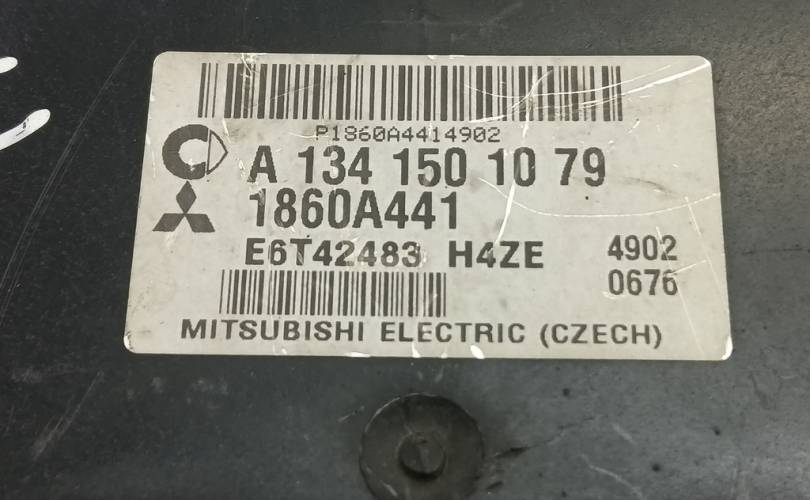 P1860A4414902
A 134 150 10 79
1860A441
E6T42483 H4ZE 4902
0676
MITSUBISHI ELECTRIC (CZECH)